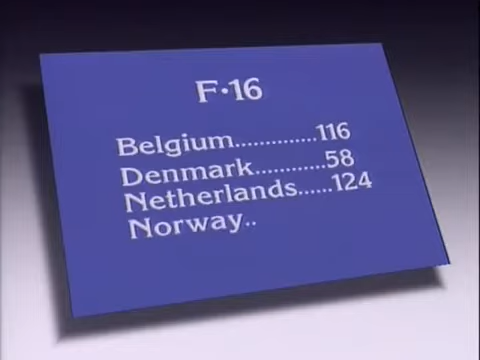 F·16
Belgium..............116
Denmark............58
Netherlands......124
Norway..